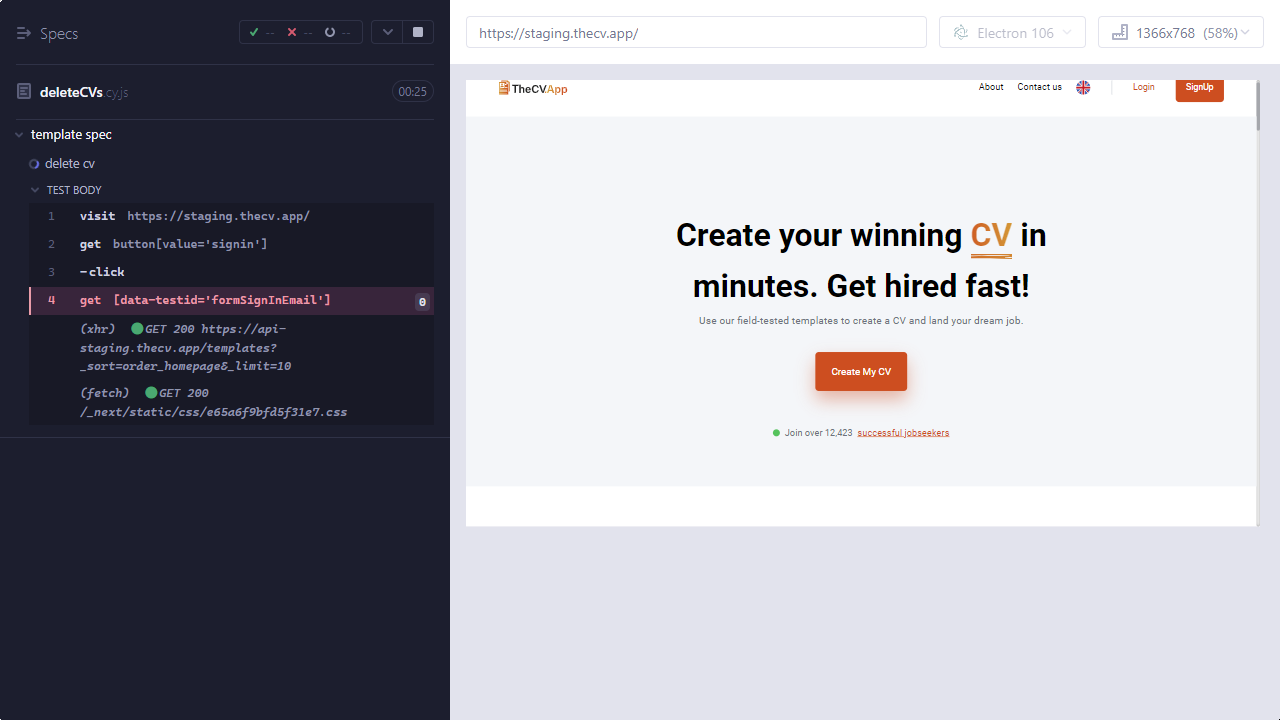 Specs
-- -- --
deleteCVs.cy.js 00:25
template spec
delete cv
TEST BODY
1 visit https://staging.thecv.app/
2 get button[value='signin']
3 -click
4 get [data-testid='formSignInEmail'] 0
(xhr) GET 200 https://api-
staging.thecv.app/templates?
_sort=order_homepage&_limit=10
(fetch) GET 200
/_next/static/css/e65a6f9bfd5f31e7.css
https://staging.thecv.app/
Electron 106
1366x768 (58%)
TheCVApp
About Contact us Login SignUp
Create your winning CV in
minutes. Get hired fast!
Use our field-tested templates to create a CV and land your dream job.
Create My CV
Join over 12,423 successful jobseekers